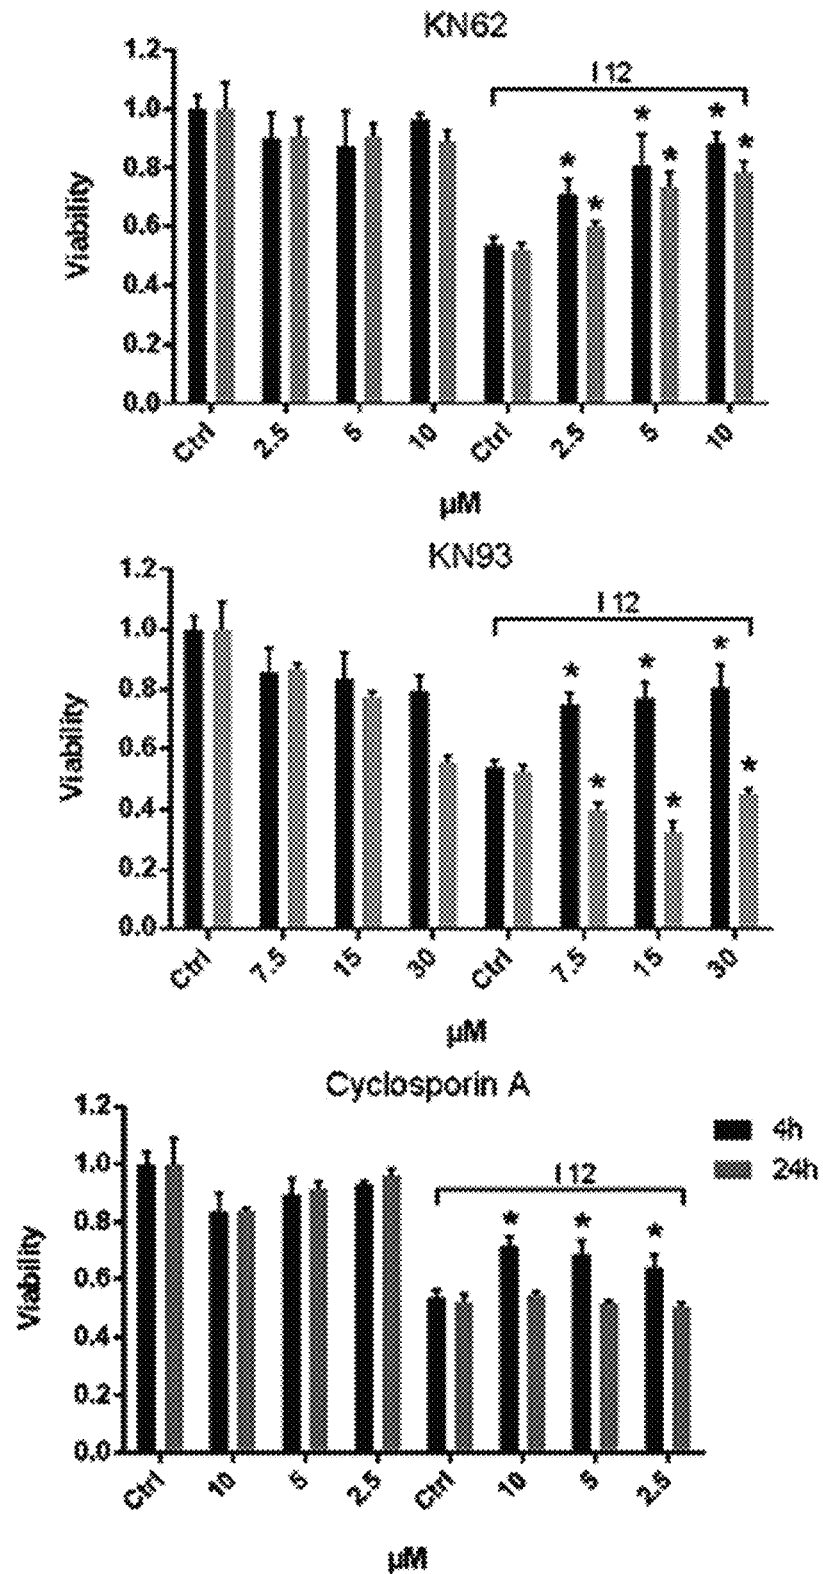 KN62
I 12
1.2
1.0
0.8
0.6
0.4
0.2
0.0
Viability
* * * * * *
Ctrl 2.5 5 10 Ctrl 2.5 5 10
µM
KN93
I 12
1.2
1.0
0.8
0.6
0.4
0.2
0.0
Viability
* * * * * *
Ctrl 7.5 15 30 Ctrl 7.5 15 30
µM
Cyclosporin A
I 12
1.2
1.0
0.8
0.6
0.4
0.2
0.0
Viability
* * *
4h
24h
Ctrl 10 5 2.5 Ctrl 10 5 2.5
µM